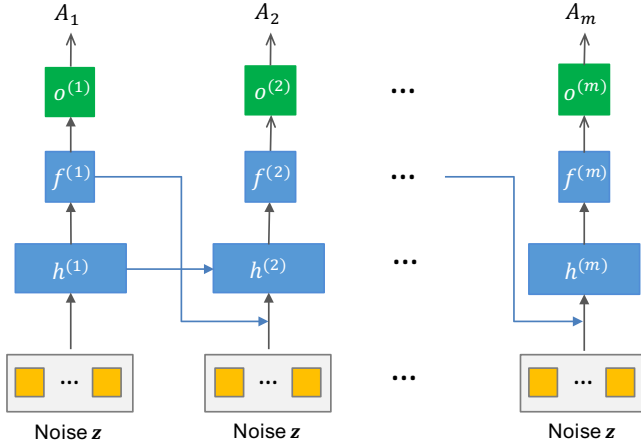 A₁ A₂ Aₘ
o⁽¹⁾ o⁽²⁾ ... o⁽ᵐ⁾
f⁽¹⁾ f⁽²⁾ ... f⁽ᵐ⁾
h⁽¹⁾ h⁽²⁾ ... h⁽ᵐ⁾
... ... ... ...
Noise z Noise z Noise z